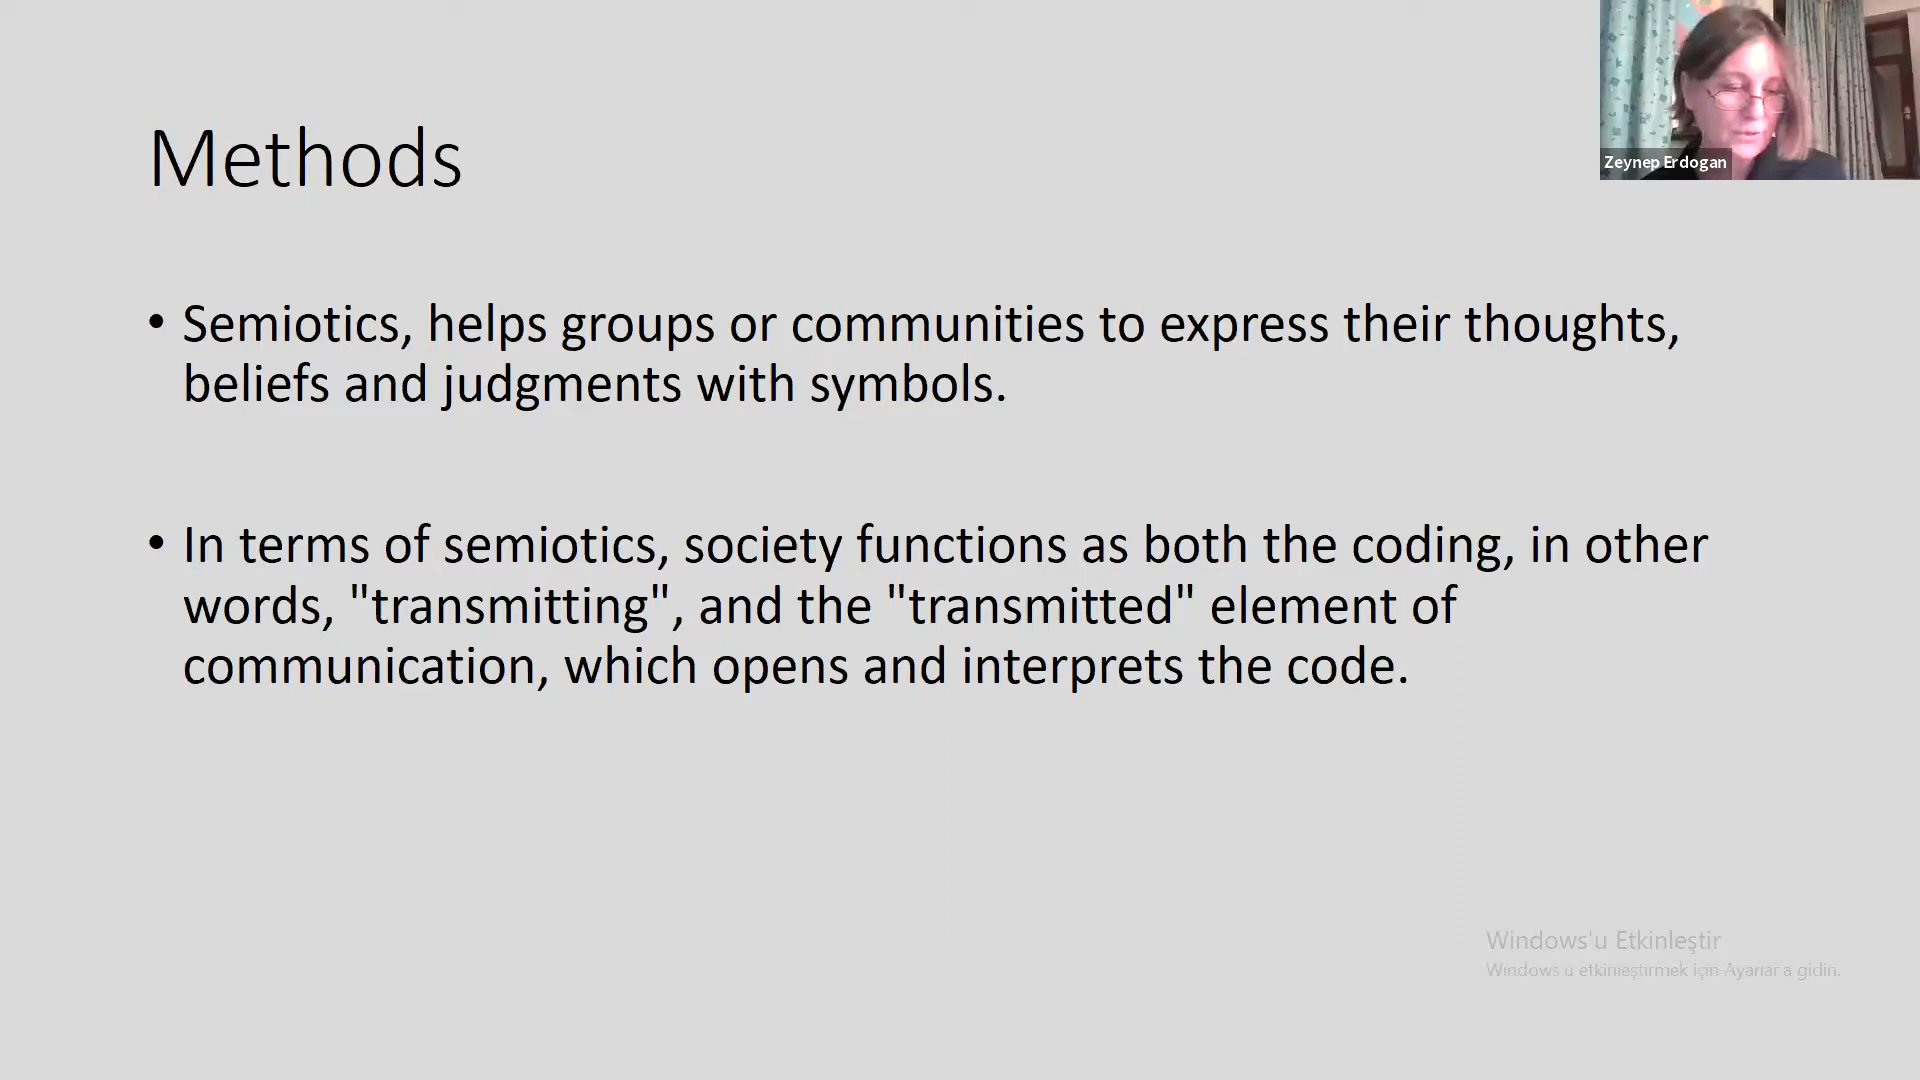 Methods
Zeynep Erdogan
• Semiotics, helps groups or communities to express their thoughts,
beliefs and judgments with symbols.
• In terms of semiotics, society functions as both the coding, in other
words, "transmitting", and the "transmitted" element of
communication, which opens and interprets the code.
Windows'u Etkinleştir
Windows'u etkinleştirmek için Ayarlar'a gidin.